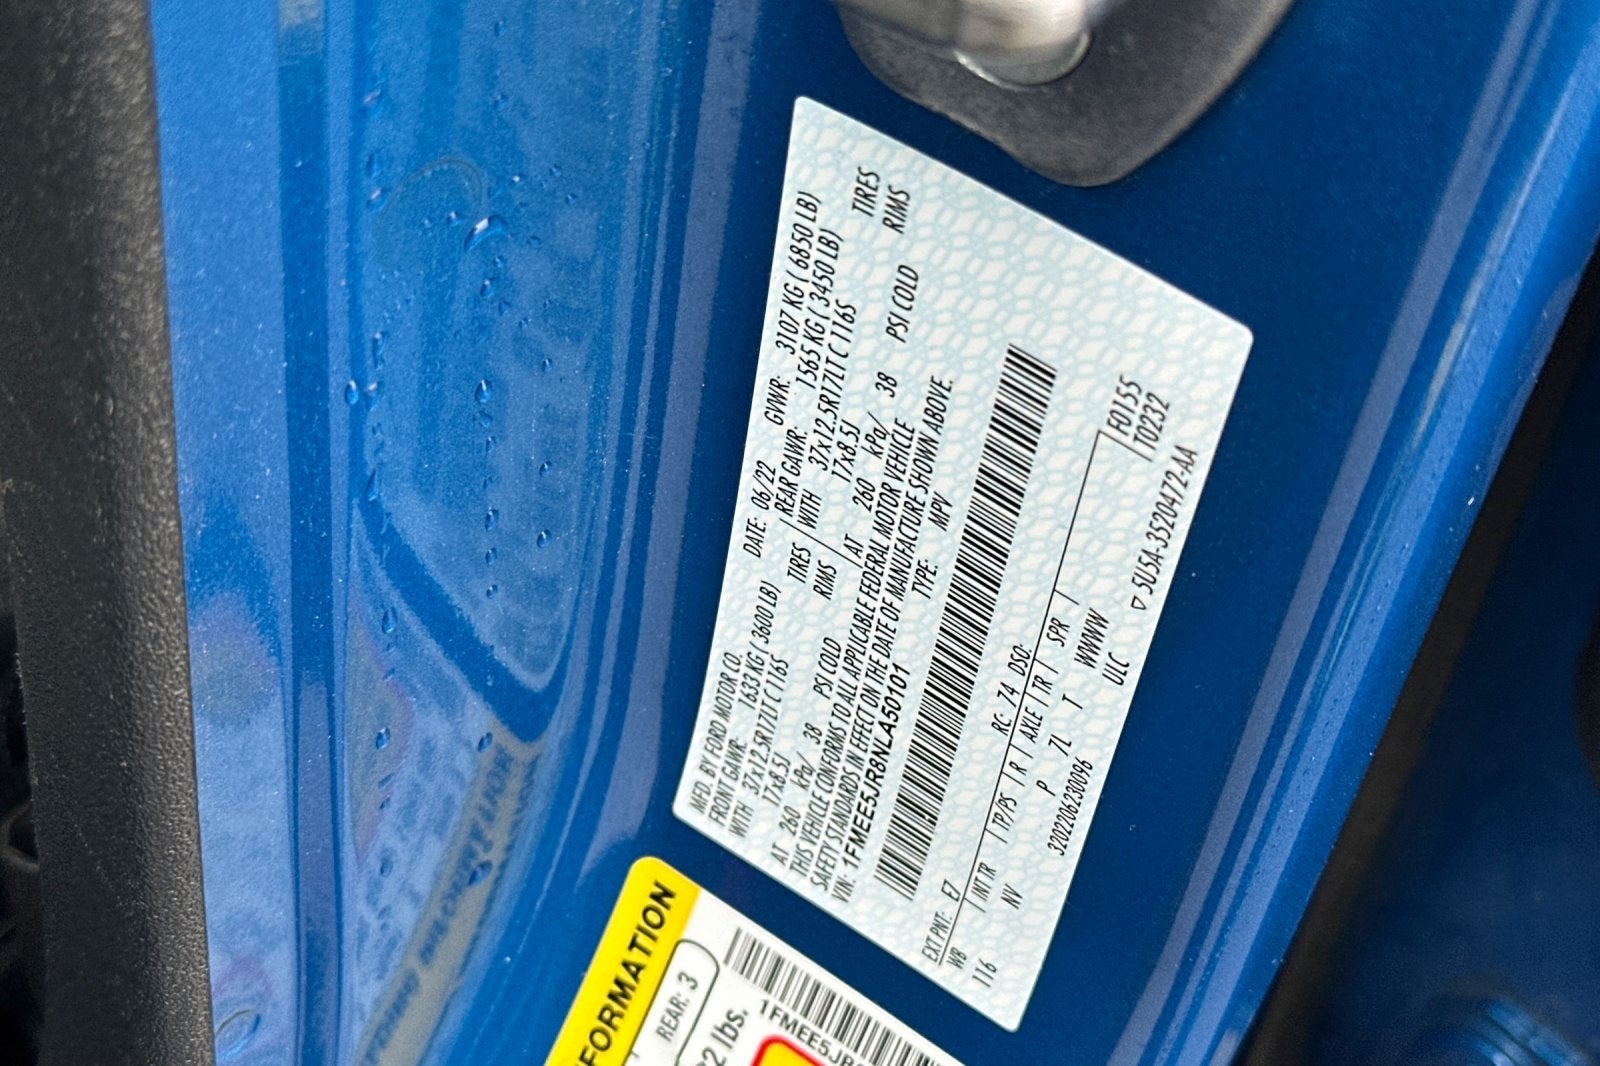 MFD. BY FORD MOTOR CO. DATE: 06/22 GVWR: 3107 KG ( 6850 LB)
FRONT GAWR: 1633 KG ( 3600 LB) REAR GAWR: 1565 KG ( 3450 LB)
WITH 37x12.5R17LT C 116S TIRES WITH 37x12.5R17LT C 116S TIRES
17x8.5J RIMS 17x8.5J RIMS
AT 260 kPa/ 38 PSI COLD AT 260 kPa/ 38 PSI COLD
THIS VEHICLE CONFORMS TO ALL APPLICABLE FEDERAL MOTOR VEHICLE
SAFETY STANDARDS IN EFFECT ON THE DATE OF MANUFACTURE SHOWN ABOVE.
VIN: 1FMEE5JR8NLA50101 TYPE: MPV
EXT PNT: E7 RC: 74 DSO: F0155
WB INT TR TP/PS R AXLE TR SPR T0232
116 NV P 7L T WWWW
32022062300​96 ULC ▽ 5U5A-3520472-AA
FORMATION
REAR: 3
2 lbs.
1FMEE5JR